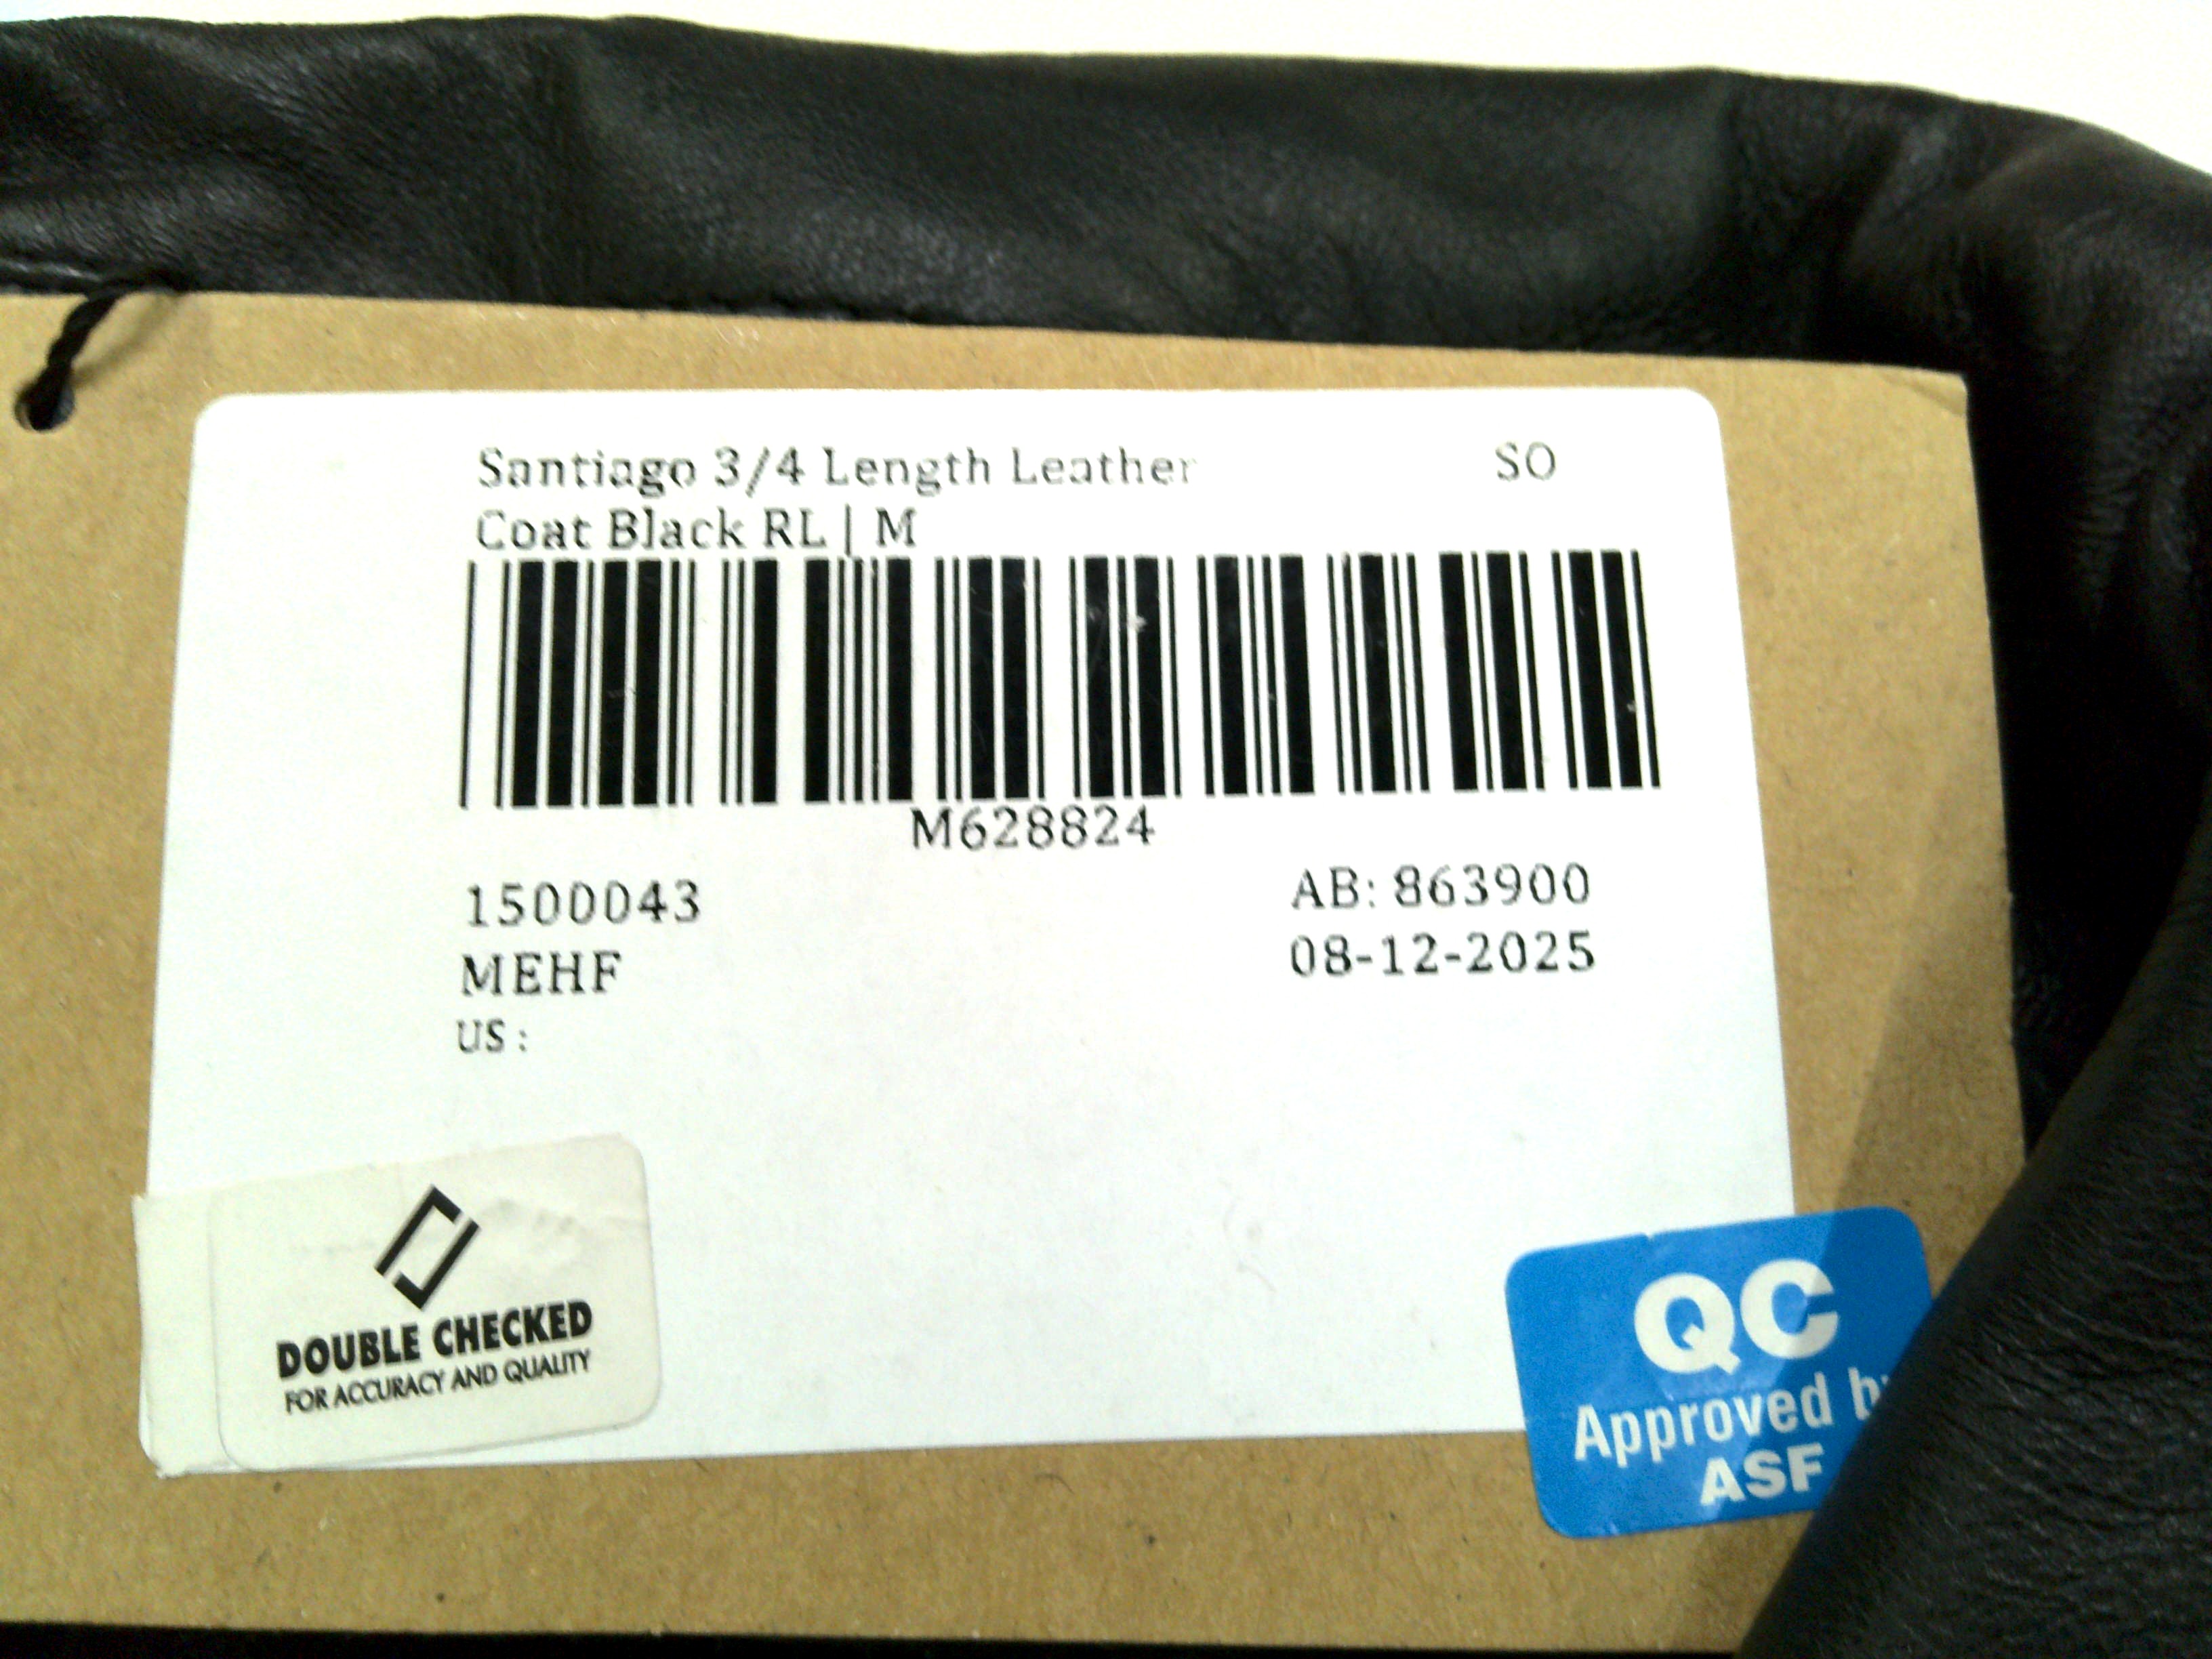 Santiago 3/4 Length Leather SO
Coat Black RL | M
M628824
1500043 AB: 863900
MEHF 08-12-2025
US :
DOUBLE CHECKED
FOR ACCURACY AND QUALITY
QC
Approved
ASF